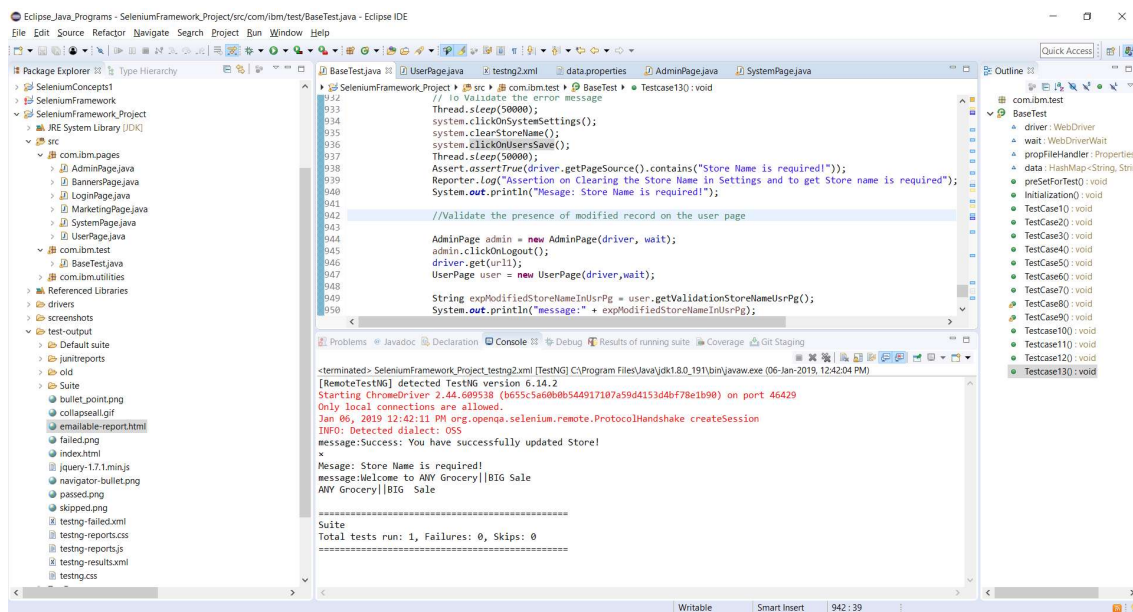 Eclipse_Java_Programs - SeleniumFramework_Project/src/com/ibm/test/BaseTest.java - Eclipse IDE
File Edit Source Refactor Navigate Search Project Run Window Help
Quick Access
Package Explorer Type Hierarchy
SeleniumConcepts1
SeleniumFramework
SeleniumFramework_Project
JRE System Library [JDK]
src
com.ibm.pages
AdminPage.java
BannersPage.java
LoginPage.java
MarketingPage.java
SystemPage.java
UserPage.java
com.ibm.test
BaseTest.java
com.ibm.utilities
Referenced Libraries
drivers
screenshots
test-output
Default suite
junitreports
old
Suite
bullet_point.png
collapseall.gif
emailable-report.html
failed.png
index.html
jquery-1.7.1.min.js
navigator-bullet.png
passed.png
skipped.png
testng-failed.xml
testng-reports.css
testng-reports.js
testng-results.xml
testng.css
BaseTest.java UserPage.java testng2.xml data.properties AdminPage.java SystemPage.java
SeleniumFramework_Project src com.ibm.test BaseTest Testcase13() : void
932 // To Validate the error message
933 Thread.sleep(50000);
934 system.clickOnSystemSettings();
935 system.clearStoreName();
936 system.clickOnUsersSave();
937 Thread.sleep(50000);
938 Assert.assertTrue(driver.getPageSource().contains("Store Name is required!"));
939 Reporter.log("Assertion on Clearing the Store Name in Settings and to get Store name is required");
940 System.out.println("Mesage: Store Name is required!");
941
942 //Validate the presence of modified record on the user page
943
944 AdminPage admin = new AdminPage(driver, wait);
945 admin.clickOnLogout();
946 driver.get(url1);
947 UserPage user = new UserPage(driver,wait);
948
949 String expModifiedStoreNameInUsrPg = user.getValidationStoreNameUsrPg();
950 System.out.println("message:" + expModifiedStoreNameInUsrPg);
Problems Javadoc Declaration Console Debug Results of running suite Coverage Git Staging
<terminated> SeleniumFramework_Project_testng2.xml [TestNG] C:\Program Files\Java\jdk1.8.0_191\bin\javaw.exe (06-Jan-2019, 12:42:04 PM)
[RemoteTestNG] detected TestNG version 6.14.2
Starting ChromeDriver 2.44.609538 (b655c5a60b0b544917107a59d4153d4bf78e1b90) on port 46429
Only local connections are allowed.
Jan 06, 2019 12:42:11 PM org.openqa.selenium.remote.ProtocolHandshake createSession
INFO: Detected dialect: OSS
message:Success: You have successfully updated Store!
×
Mesage: Store Name is required!
message:Welcome to ANY Grocery||BIG Sale
ANY Grocery||BIG  Sale
===============================================
Suite
Total tests run: 1, Failures: 0, Skips: 0
===============================================
Outline
com.ibm.test
BaseTest
driver : WebDriver
wait : WebDriverWait
propFileHandler : Properties
data : HashMap<String, Stri
preSetForTest() : void
Initialization() : void
TestCase1() : void
TestCase2() : void
TestCase3() : void
TestCase4() : void
TestCase5() : void
TestCase6() : void
TestCase7() : void
TestCase8() : void
TestCase9() : void
Testcase10() : void
Testcase11() : void
Testcase12() : void
Testcase13() : void
Writable Smart Insert 942 : 39